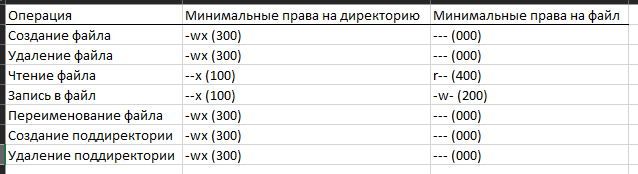 Операция Минимальные права на директорию Минимальные права на файл
Создание файла -wx (300) --- (000)
Удаление файла -wx (300) --- (000)
Чтение файла --x (100) r-- (400)
Запись в файл --x (100) -w- (200)
Переименование файла -wx (300) --- (000)
Создание поддиректории -wx (300) --- (000)
Удаление поддиректории -wx (300) --- (000)